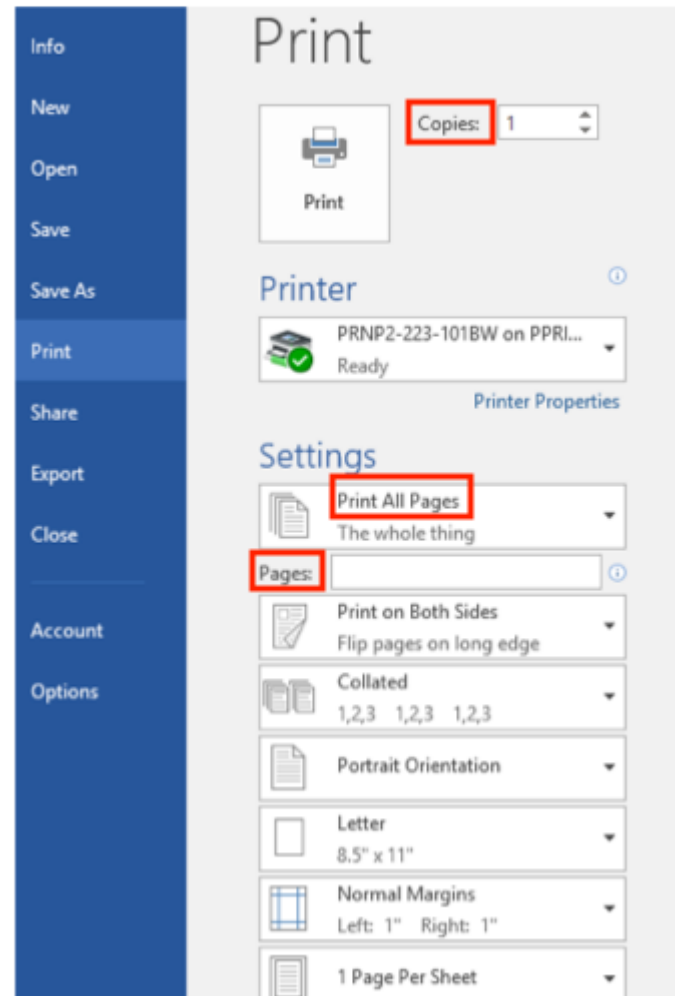 Info
New
Open
Save
Save As
Print
Share
Export
Close
Account
Options
Print
Print
Copies: 1
Printer
PRNP2-223-101BW on PPRI...
Ready
Printer Properties
Settings
Print All Pages
The whole thing
Pages:
Print on Both Sides
Flip pages on long edge
Collated
1,2,3 1,2,3 1,2,3
Portrait Orientation
Letter
8.5" x 11"
Normal Margins
Left: 1" Right: 1"
1 Page Per Sheet